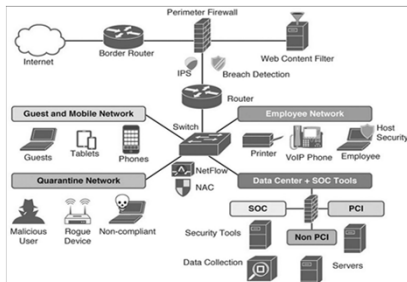 Perimeter Firewall
Internet
Border Router
Web Content Filter
IPS
Breach Detection
Router
Guest and Mobile Network
Employee Network
Switch
Host
Security
Guests
Tablets
Phones
Printer
VoIP Phone
Employee
Quarantine Network
NetFlow
NAC
Data Center + SOC Tools
SOC
PCI
Malicious
User
Rogue
Device
Non-compliant
Security Tools
Non PCI
Data Collection
Servers